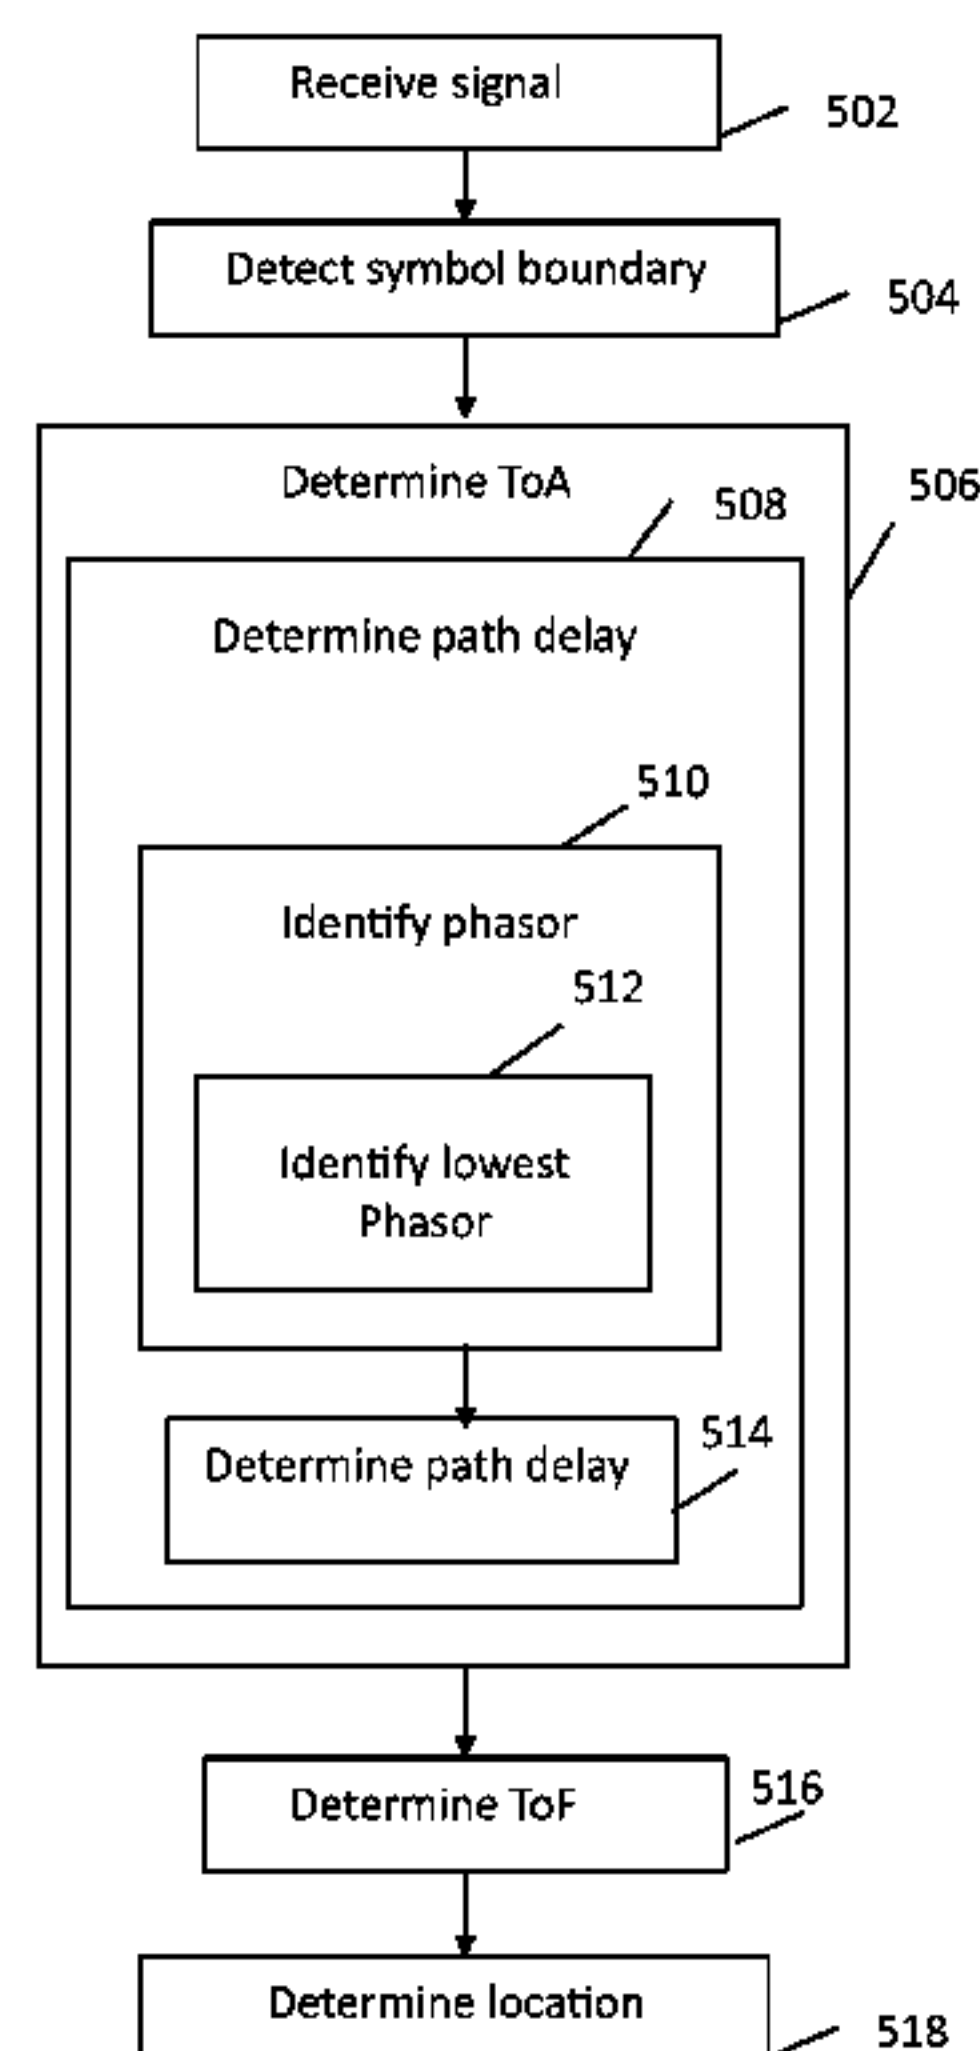 Receive signal
502
Detect symbol boundary
504
Determine ToA
506
508
Determine path delay
510
Identify phasor
512
Identify lowest
Phasor
514
Determine path delay
Determine ToF
516
Determine location
518